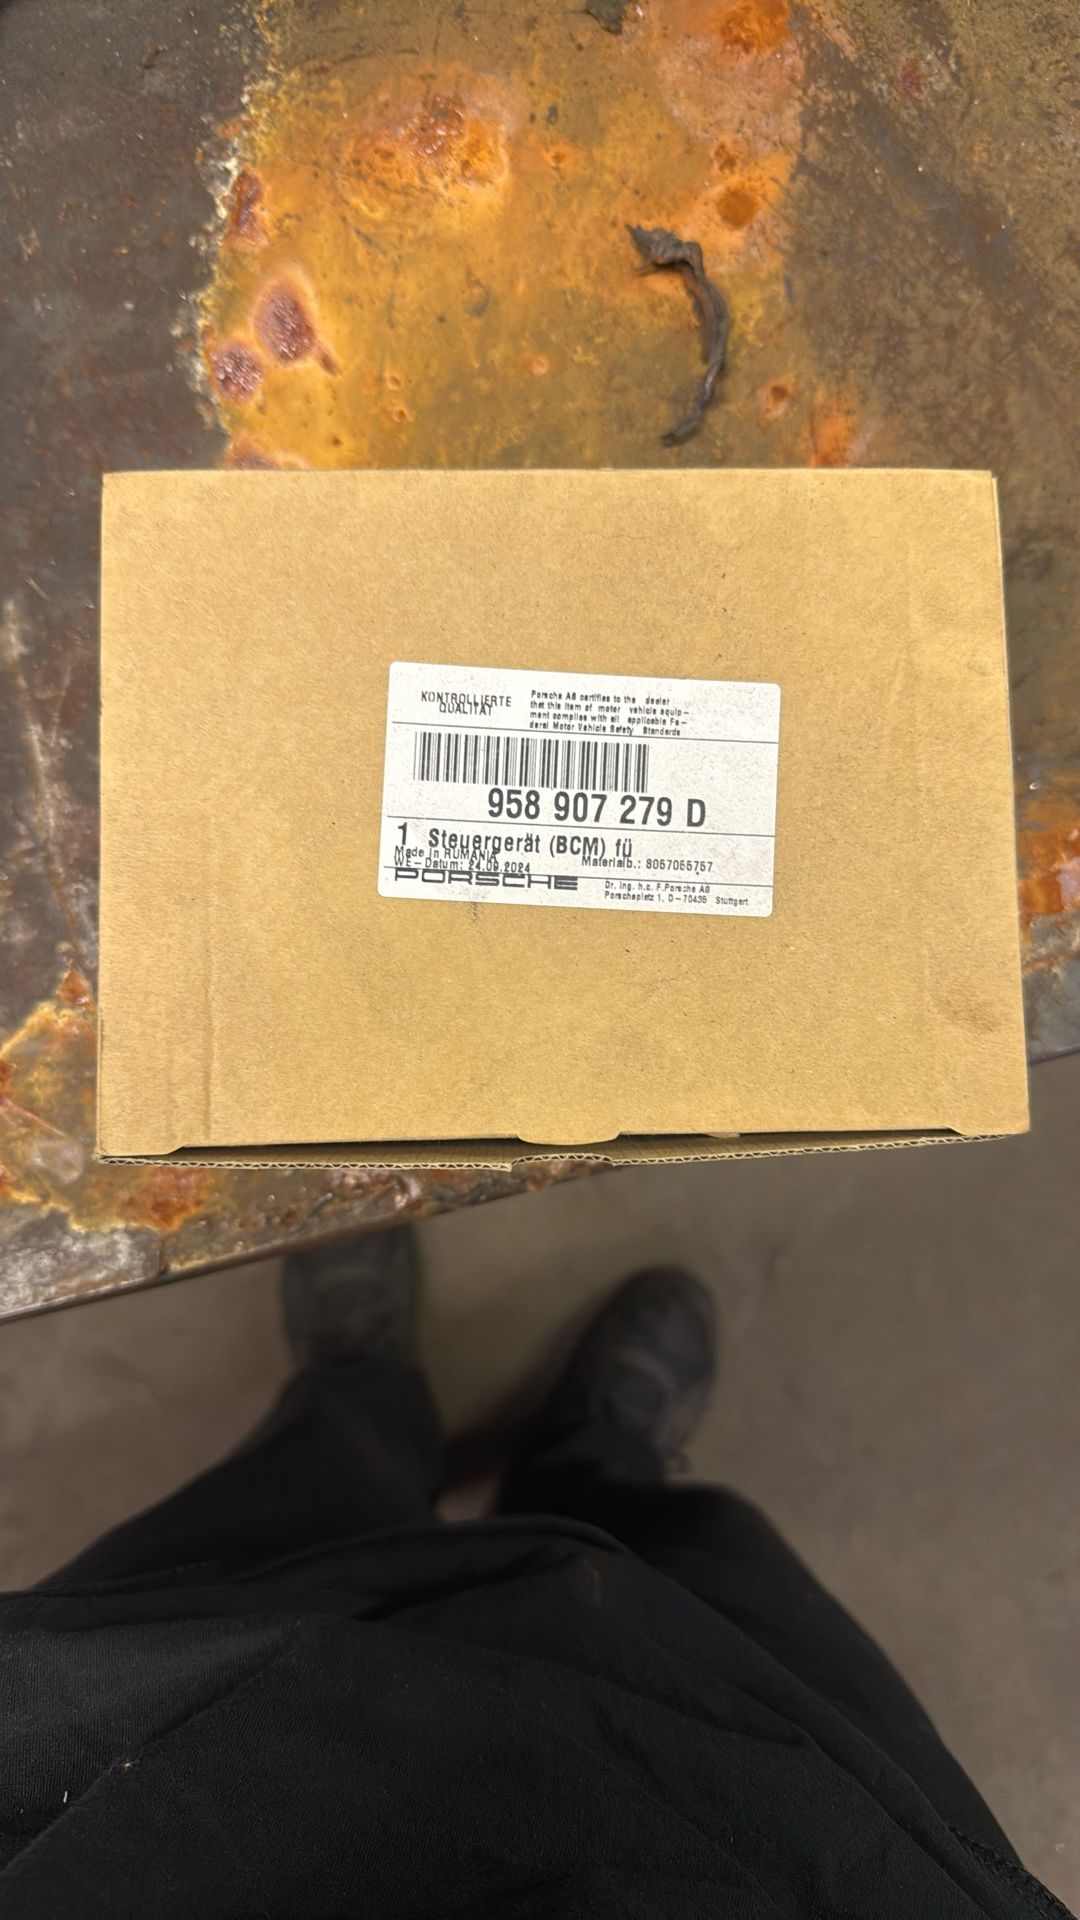 KONTROLLIERTE
QUALITÄT
Porsche AG certifies to the dealer
that this item of motor vehicle equip-
ment complies with all applicable Fe-
deral Motor Vehicle Safety Standards
958 907 279 D
1 Steuergerät (BCM) fü
Made in RUMÄNIA
WE-Datum: 24.09.2024
Materialb.: 8057055757
PORSCHE
Dr. Ing. h.c. F.Porsche AG
Porscheplatz 1, D-70435 Stuttgart